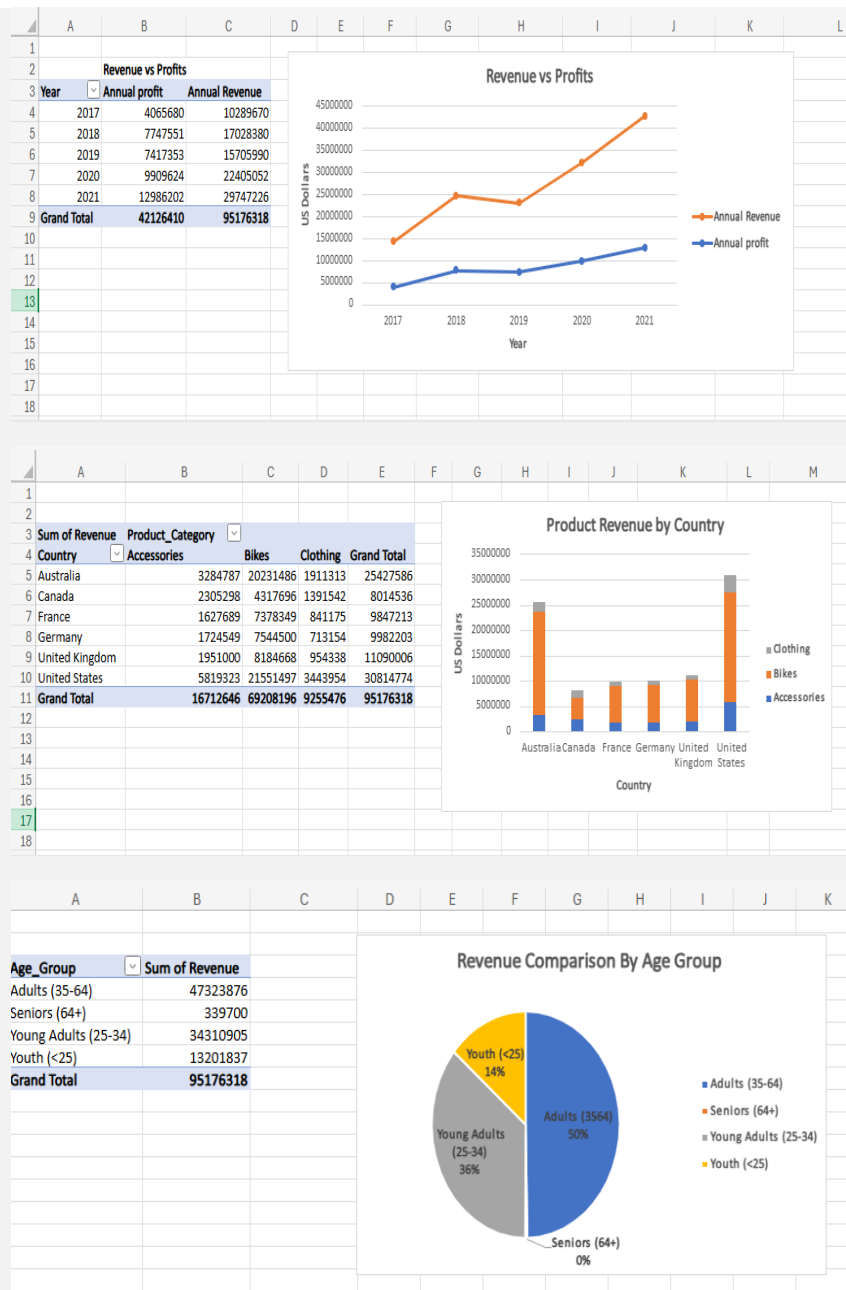 A B C D E F G H I J K L
1
2 Revenue vs Profits
3 Year Annual profit Annual Revenue
4 2017 4065680 10289670
5 2018 7747551 17028380
6 2019 7417353 15705990
7 2020 9909624 22405052
8 2021 12986202 29747226
9 Grand Total 42126410 95176318
10
11
12
13
14
15
16
17
18
Revenue vs Profits
45000000
40000000
35000000
30000000
25000000
20000000
15000000
10000000
5000000
0
US Dollars
2017 2018 2019 2020 2021
Year
Annual Revenue
Annual profit
A B C D E F G H I J K L M
1
2
3 Sum of Revenue Product_Category
4 Country Accessories Bikes Clothing Grand Total
5 Australia 3284787 20231486 1911313 25427586
6 Canada 2305298 4317696 1391542 8014536
7 France 1627689 7378349 841175 9847213
8 Germany 1724549 7544500 713154 9982203
9 United Kingdom 1951000 8184668 954338 11090006
10 United States 5819323 21551497 3443954 30814774
11 Grand Total 16712646 69208196 9255476 95176318
12
13
14
15
16
17
18
Product Revenue by Country
35000000
30000000
25000000
20000000
15000000
10000000
5000000
0
US Dollars
Australia Canada France Germany United United
Kingdom States
Country
Clothing
Bikes
Accessories
A B C D E F G H I J K
Age_Group Sum of Revenue
Adults (35-64) 47323876
Seniors (64+) 339700
Young Adults (25-34) 34310905
Youth (<25) 13201837
Grand Total 95176318
Revenue Comparison By Age Group
Youth (<25)
14%
Adults (3564)
50%
Young Adults
(25-34)
36%
Seniors (64+)
0%
Adults (35-64)
Seniors (64+)
Young Adults (25-34)
Youth (<25)